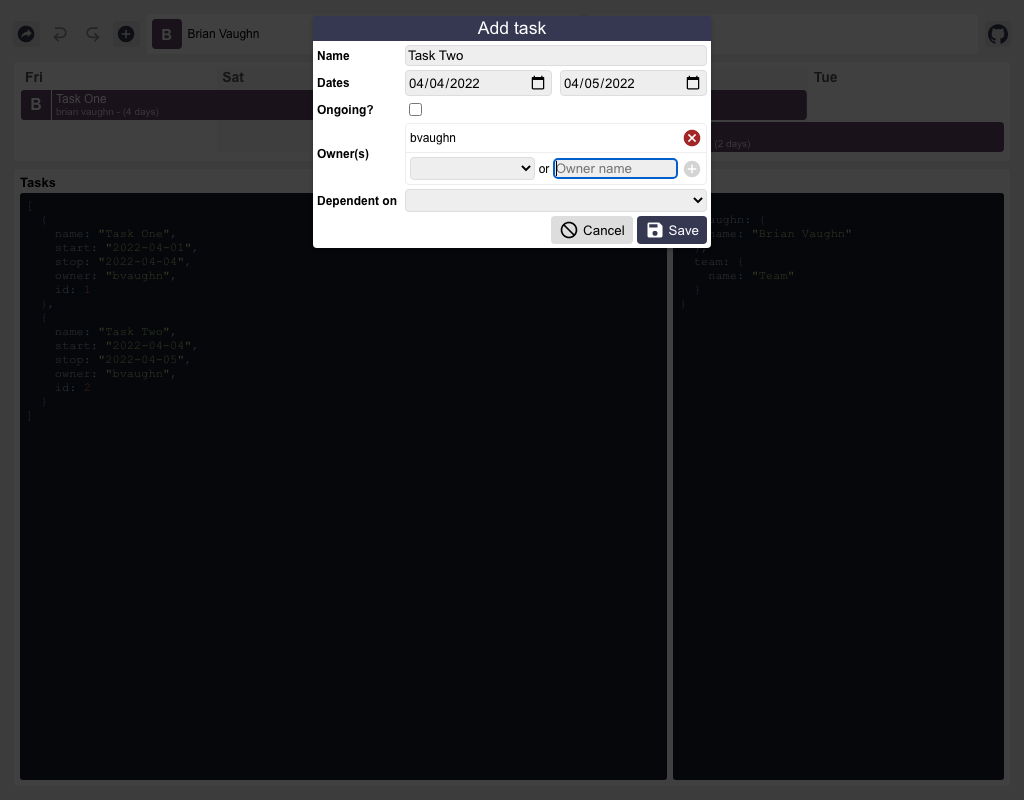 Add task
B Brian Vaughn
Name Task Two
Dates 04/04/2022 04/05/2022
Ongoing?
Owner(s)
bvaughn
or Owner name
Dependent on
Cancel Save
Fri Sat Tue
B Task One
brian vaughn - (4 days)
(2 days)
Tasks
[
{
name: "Task One",
start: "2022-04-01",
stop: "2022-04-04",
owner: "bvaughn",
id: 1
},
{
name: "Task Two",
start: "2022-04-04",
stop: "2022-04-05",
owner: "bvaughn",
id: 2
}
]
ughn: {
name: "Brian Vaughn"
team: {
name: "Team"
}
}